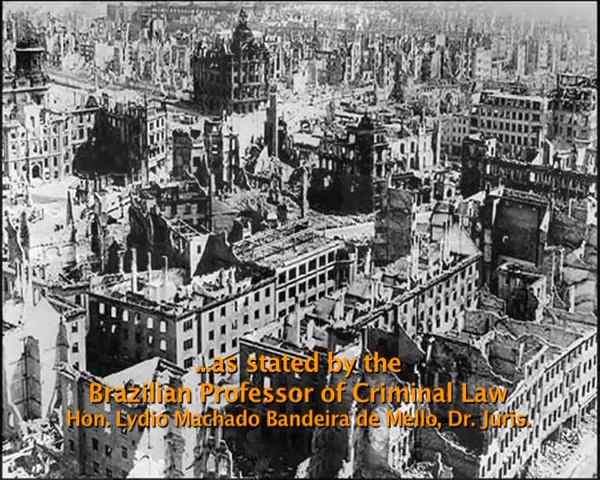 ...as stated by the
Brazilian Professor of Criminal Law
Hon. Lydio Machado Bandeira de Mello, Dr. Juris.